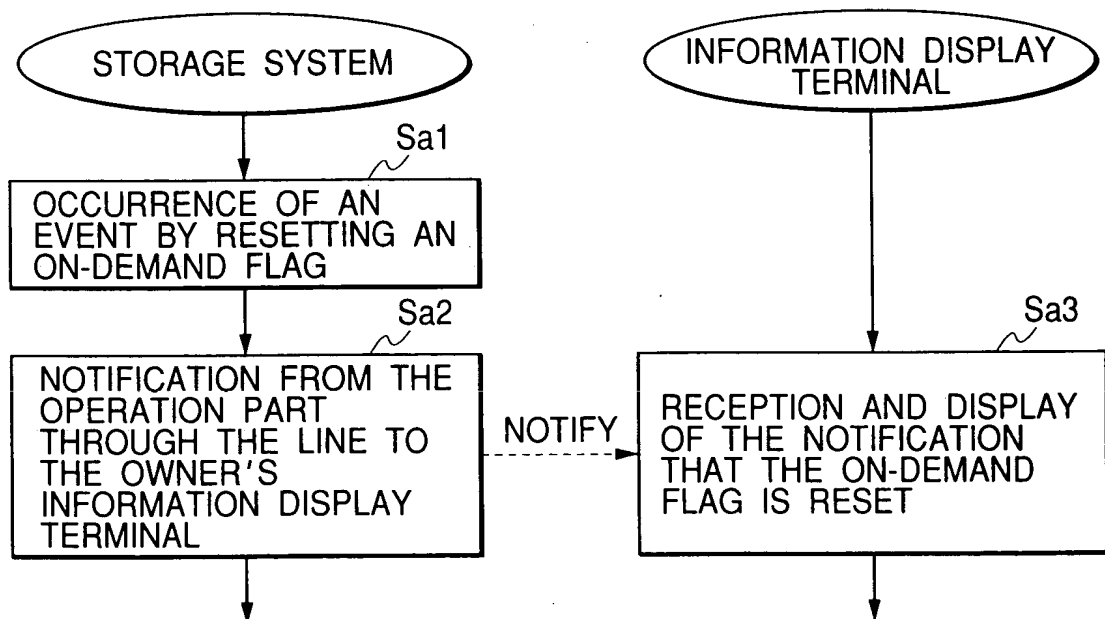 STORAGE SYSTEM
INFORMATION DISPLAY
TERMINAL
Sa1
OCCURRENCE OF AN
EVENT BY RESETTING AN
ON-DEMAND FLAG
Sa2
NOTIFICATION FROM THE
OPERATION PART
THROUGH THE LINE TO
THE OWNER'S
INFORMATION DISPLAY
TERMINAL
NOTIFY
Sa3
RECEPTION AND DISPLAY
OF THE NOTIFICATION
THAT THE ON-DEMAND
FLAG IS RESET